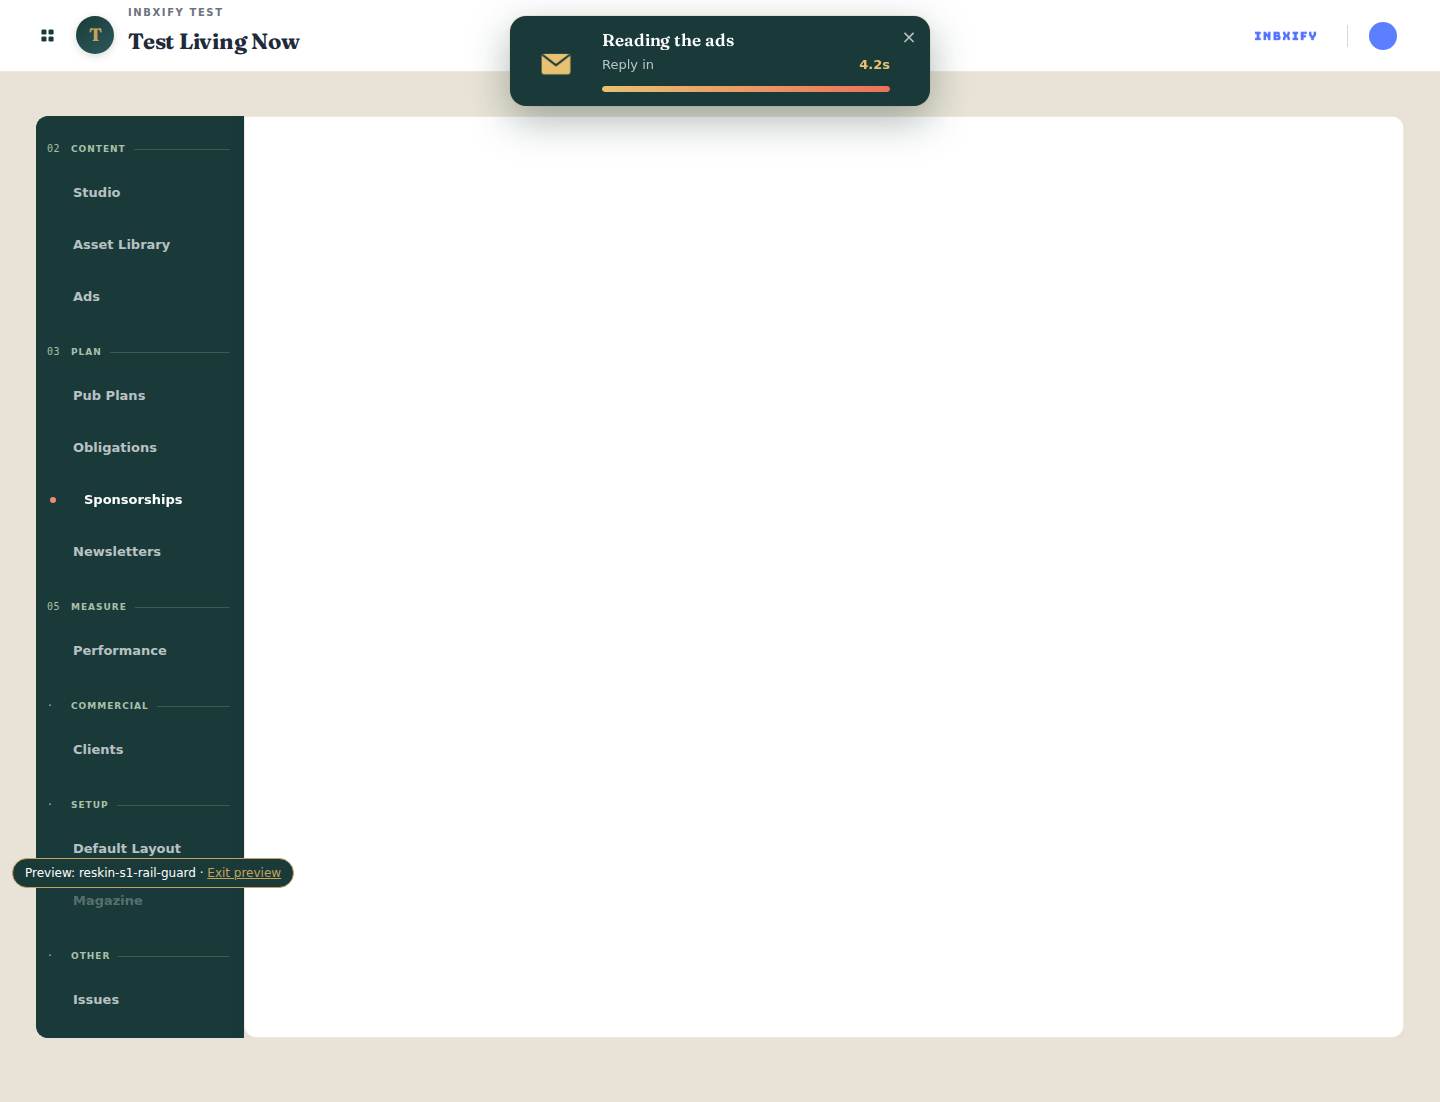 INBXIFY TEST
T
Test Living Now
Reading the ads
Reply in
4.2s
INBXIFY
02 CONTENT
Studio
Asset Library
Ads
03 PLAN
Pub Plans
Obligations
Sponsorships
Newsletters
05 MEASURE
Performance
· COMMERCIAL
Clients
· SETUP
Default Layout
Preview: reskin-s1-rail-guard · Exit preview
Magazine
· OTHER
Issues